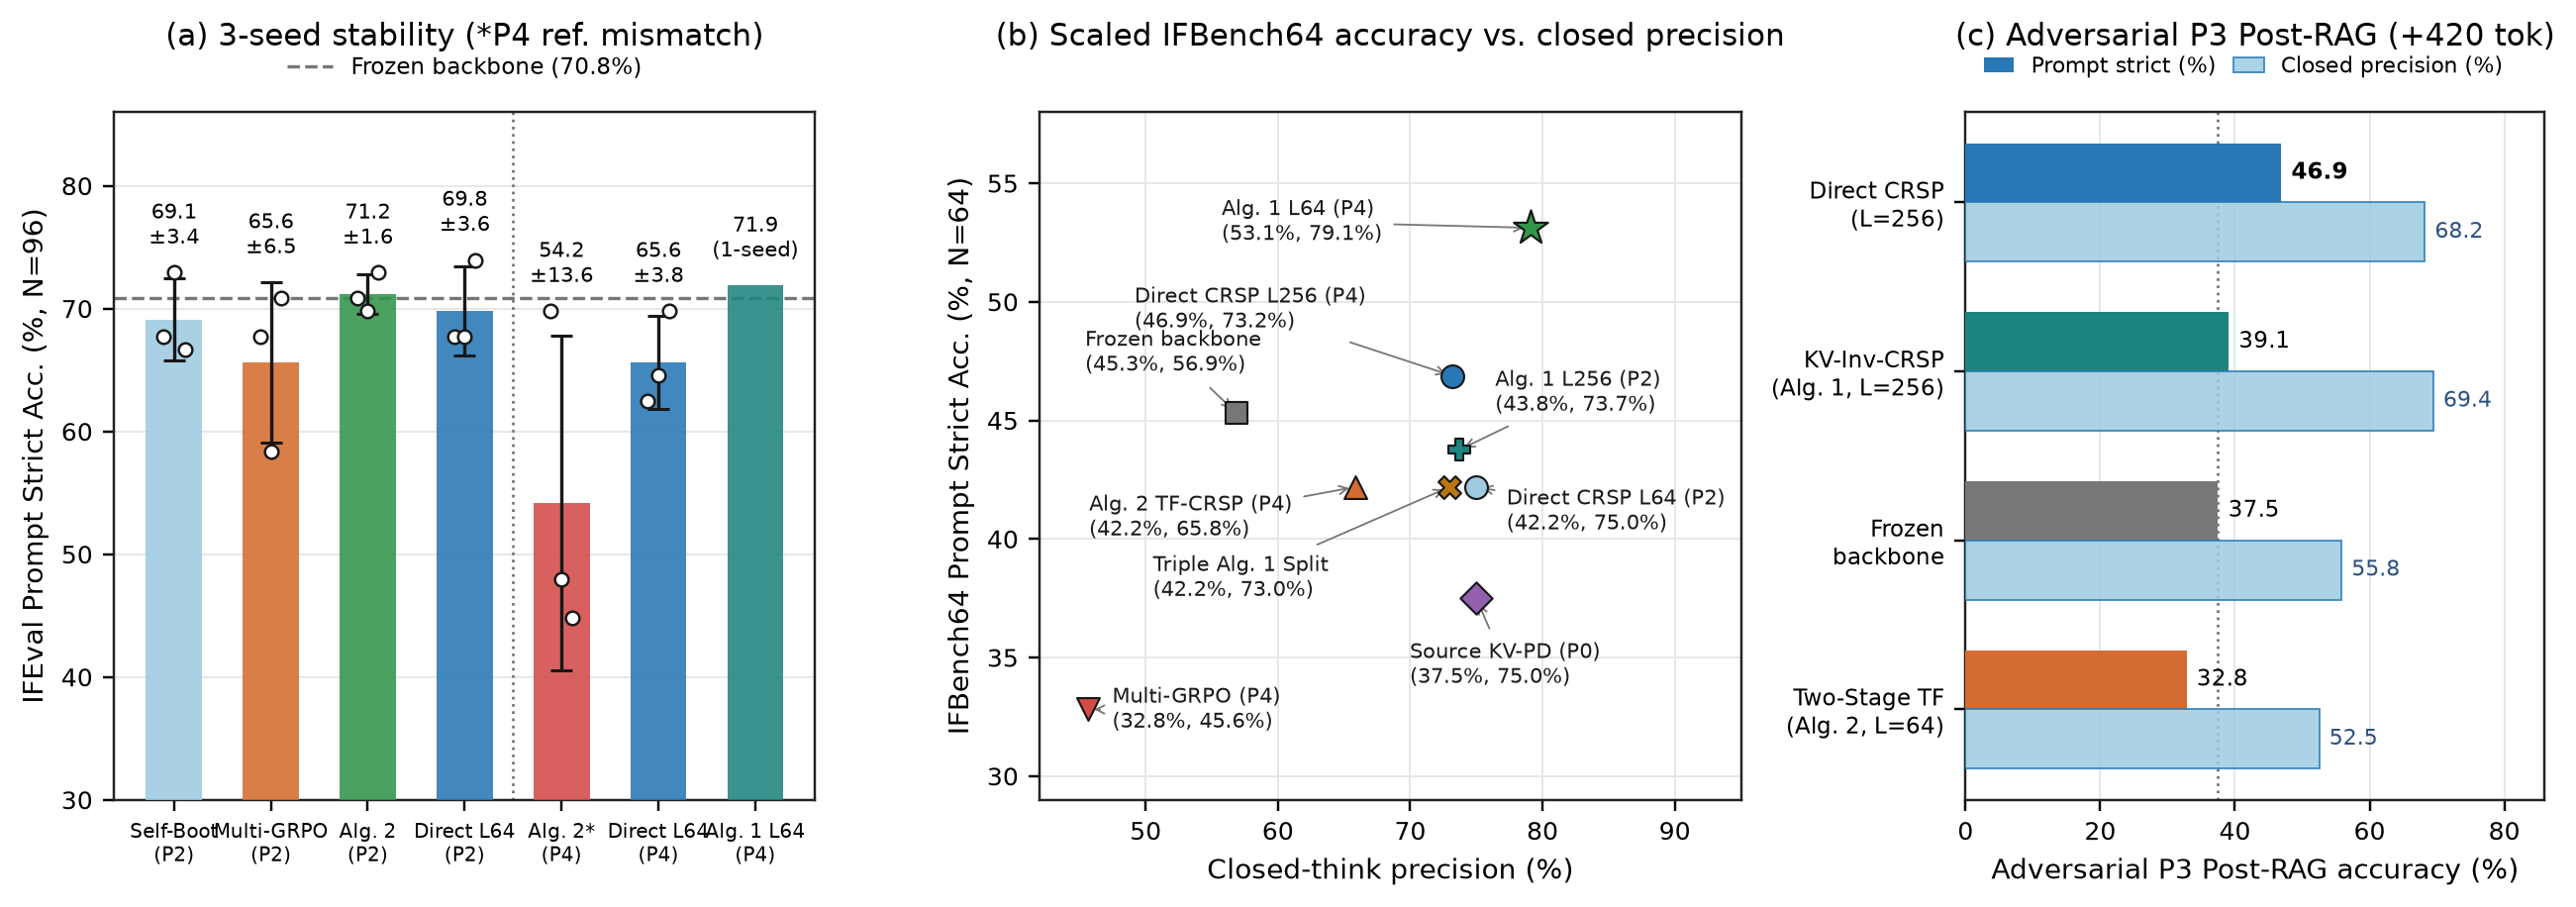 (a) 3-seed stability (*P4 ref. mismatch)
Frozen backbone (70.8%)
IFEval Prompt Strict Acc. (%, N=96)
80
70
60
50
40
30
69.1
±3.4
65.6
±6.5
71.2
±1.6
69.8
±3.6
54.2
±13.6
65.6
±3.8
71.9
(1-seed)
Self-Boot
(P2)
Multi-GRPO
(P2)
Alg. 2
(P2)
Direct L64
(P2)
Alg. 2*
(P4)
Direct L64
(P4)
Alg. 1 L64
(P4)
(b) Scaled IFBench64 accuracy vs. closed precision
IFBench64 Prompt Strict Acc. (%, N=64)
55
50
45
40
35
30
Alg. 1 L64 (P4)
(53.1%, 79.1%)
Direct CRSP L256 (P4)
(46.9%, 73.2%)
Frozen backbone
(45.3%, 56.9%)
Alg. 1 L256 (P2)
(43.8%, 73.7%)
Alg. 2 TF-CRSP (P4)
(42.2%, 65.8%)
Direct CRSP L64 (P2)
(42.2%, 75.0%)
Triple Alg. 1 Split
(42.2%, 73.0%)
Source KV-PD (P0)
(37.5%, 75.0%)
Multi-GRPO (P4)
(32.8%, 45.6%)
50
60
70
80
90
Closed-think precision (%)
(c) Adversarial P3 Post-RAG (+420 tok)
Prompt strict (%)
Closed precision (%)
Direct CRSP
(L=256)
46.9
68.2
KV-Inv-CRSP
(Alg. 1, L=256)
39.1
69.4
Frozen
backbone
37.5
55.8
Two-Stage TF
(Alg. 2, L=64)
32.8
52.5
0
20
40
60
80
Adversarial P3 Post-RAG accuracy (%)